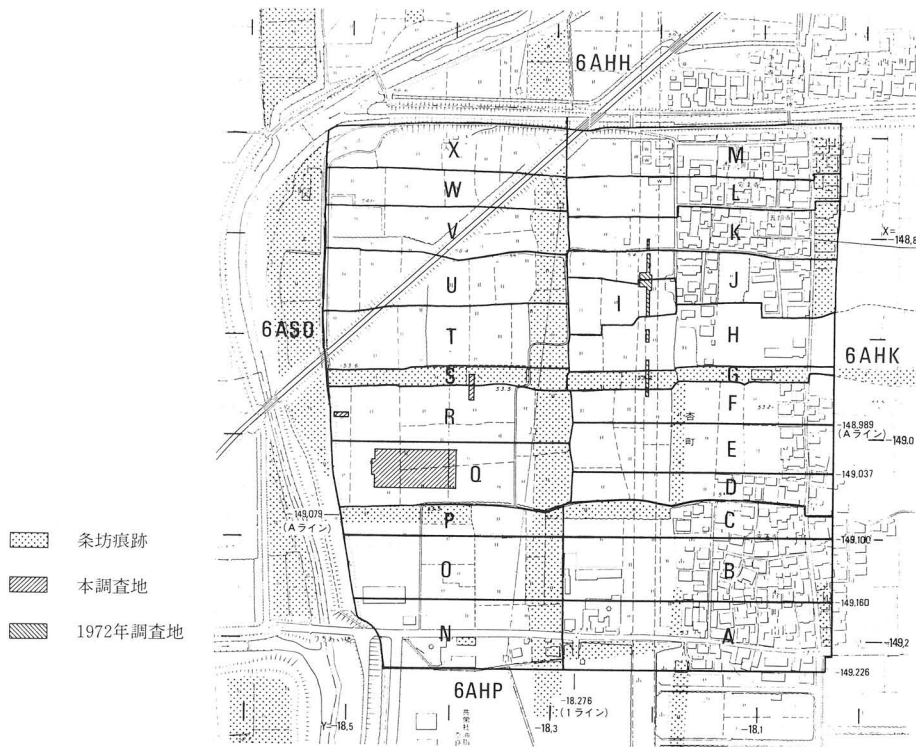 6AHH
X
M
W
L
V
K
X=
-148,8
U
J
I
6ASO
T
H
6AHK
S
G
R
F
-148,989
(Aライン)
杏
町
-149,0
E
-149,037
Q
D
-149,079
(Aライン)
P
C
-149,100
O
B
-149,160
N
A
-149,2
-149,226
6AHP
-18,276
(1ライン)
Y=-18,5
-18,3
-18,1
条坊痕跡
本調査地
1972年調査地